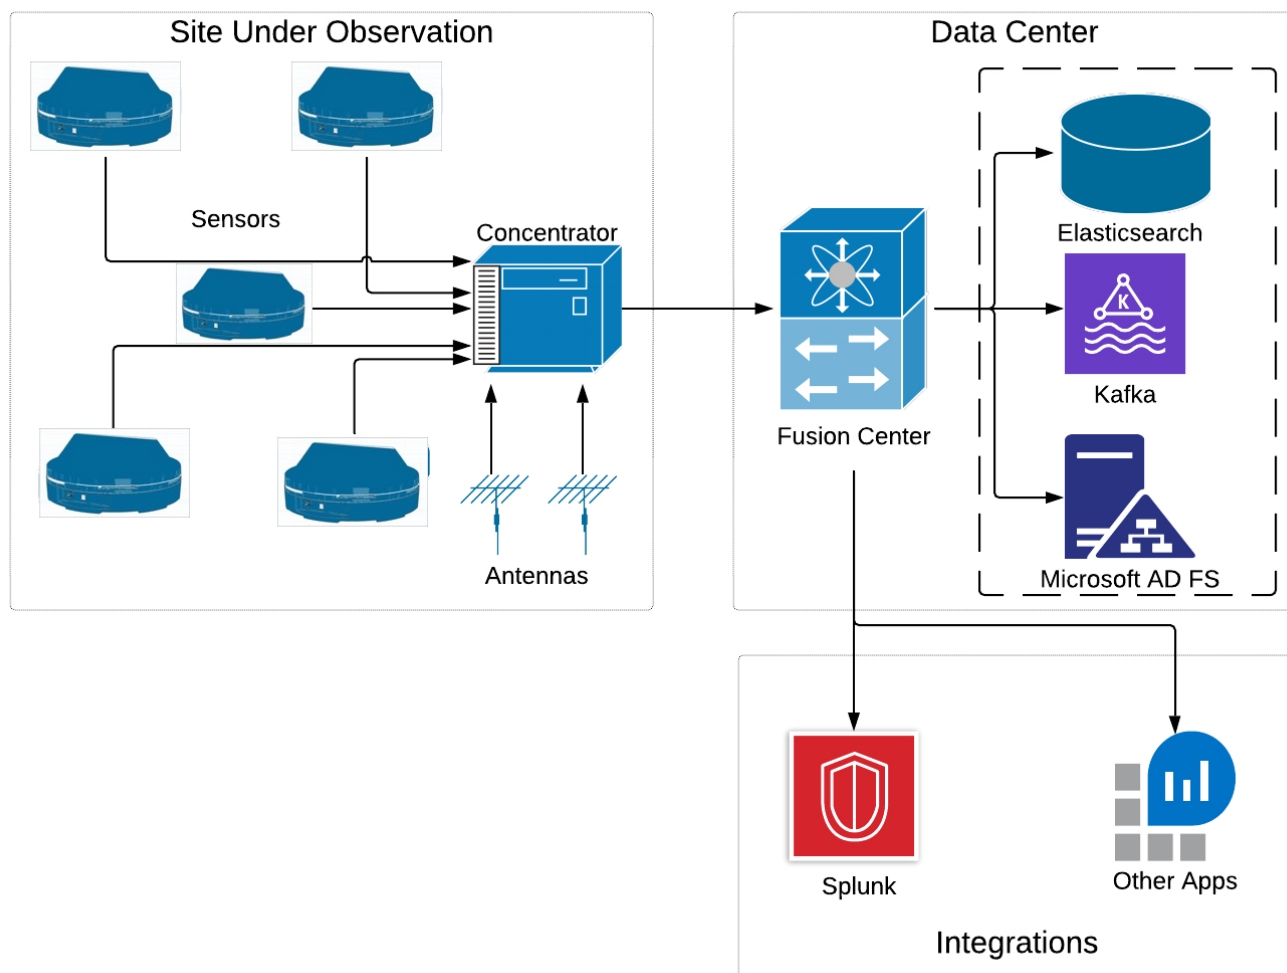 Site Under Observation
Data Center
Sensors
Concentrator
Elasticsearch
K
Kafka
Fusion Center
Antennas
Microsoft AD FS
Splunk
Other Apps
Integrations